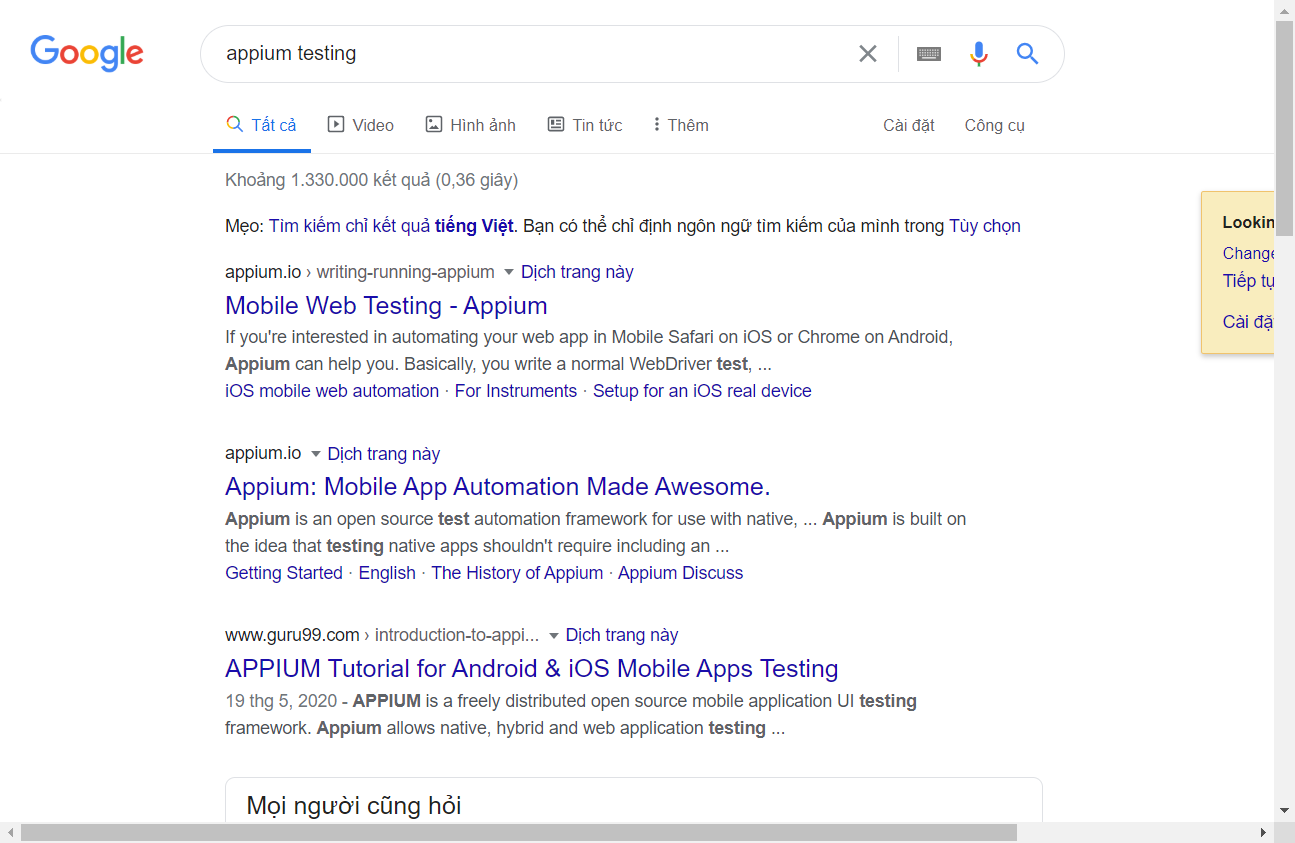 Google
appium testing
Tất cả Video Hình ảnh Tin tức Thêm Cài đặt Công cụ
Khoảng 1.330.000 kết quả (0,36 giây)
Mẹo: Tìm kiếm chỉ kết quả tiếng Việt. Bạn có thể chỉ định ngôn ngữ tìm kiếm của mình trong Tùy chọn
appium.io › writing-running-appium Dịch trang này
Mobile Web Testing - Appium
If you're interested in automating your web app in Mobile Safari on iOS or Chrome on Android,
Appium can help you. Basically, you write a normal WebDriver test, ...
iOS mobile web automation · For Instruments · Setup for an iOS real device
appium.io Dịch trang này
Appium: Mobile App Automation Made Awesome.
Appium is an open source test automation framework for use with native, ... Appium is built on
the idea that testing native apps shouldn't require including an ...
Getting Started · English · The History of Appium · Appium Discuss
www.guru99.com › introduction-to-appi... Dịch trang này
APPIUM Tutorial for Android & iOS Mobile Apps Testing
19 thg 5, 2020 - APPIUM is a freely distributed open source mobile application UI testing
framework. Appium allows native, hybrid and web application testing ...
Mọi người cũng hỏi
Lookin
Change
Tiếp tụ
Cài đặ